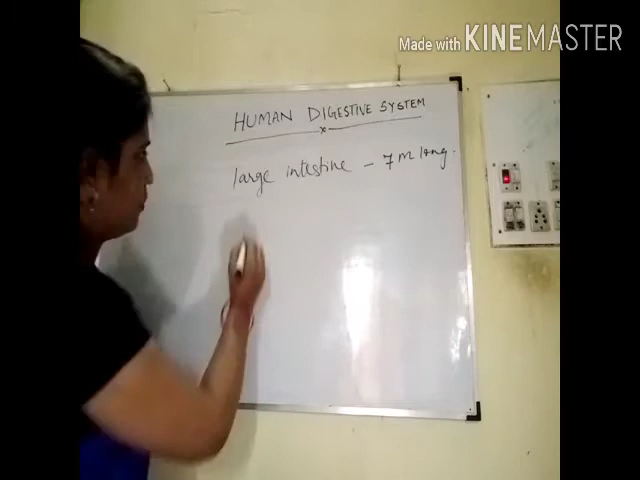 Made with KINEMASTER
HUMAN DIGESTIVE SYSTEM
large intestine - 7m long.